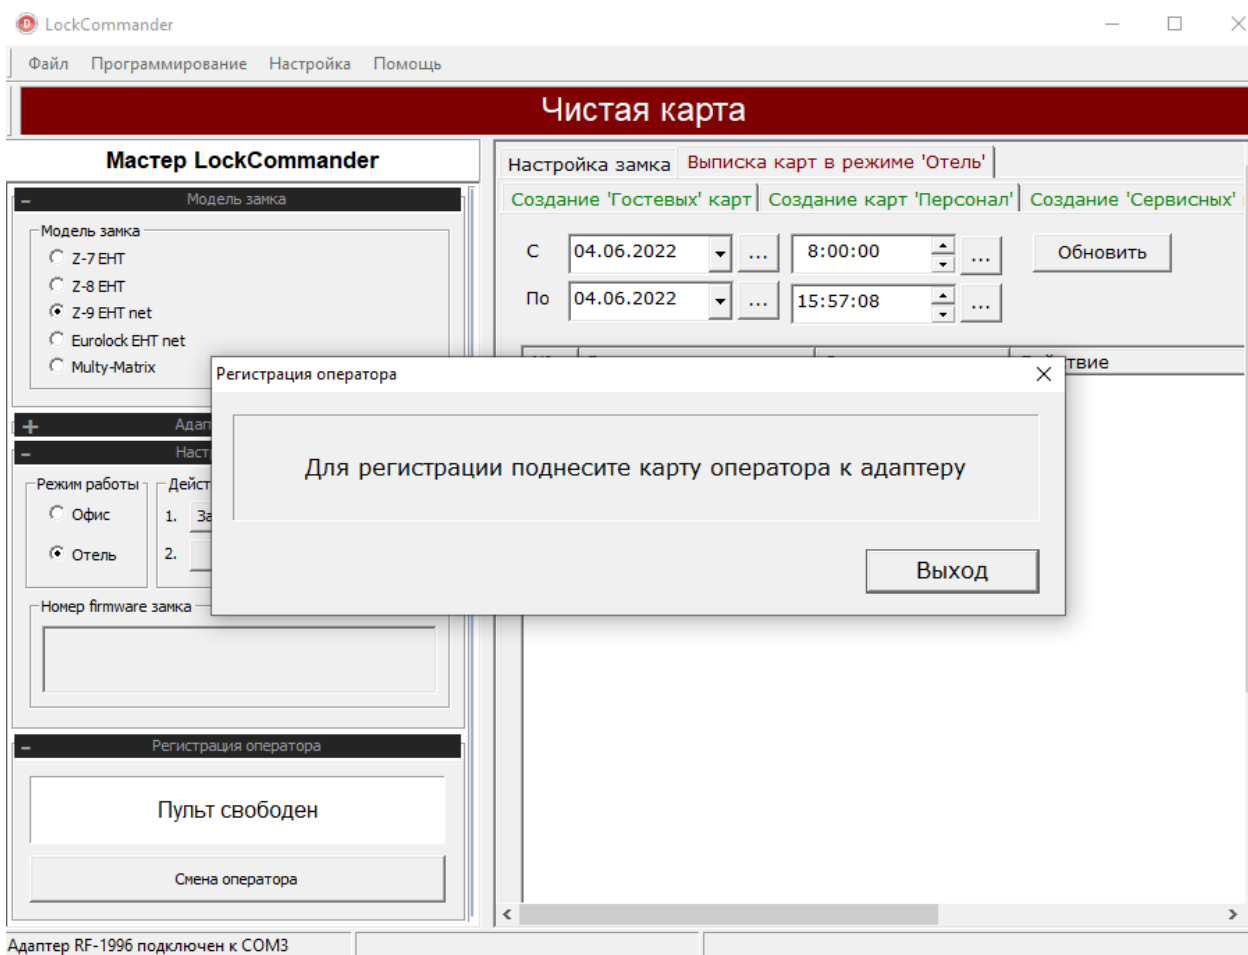 LockCommander
Файл Программирование Настройка Помощь
Чистая карта
Мастер LockCommander
Настройка замка Выписка карт в режиме 'Отель'
Модель замка
Создание 'Гостевых' карт Создание карт 'Персонал' Создание 'Сервисных'
Модель замка
Z-7 EHT
Z-8 EHT
Z-9 EHT net
Eurolock EHT net
Multy-Matrix
С 04.06.2022 ... 8:00:00 ... Обновить
По 04.06.2022 ... 15:57:08 ...
Регистрация оператора
Для регистрации поднесите карту оператора к адаптеру
Выход
Режим работы
Офис
Отель
1.
2.
Номер firmware замка
Регистрация оператора
Пульт свободен
Смена оператора
Адаптер RF-1996 подключен к COM3